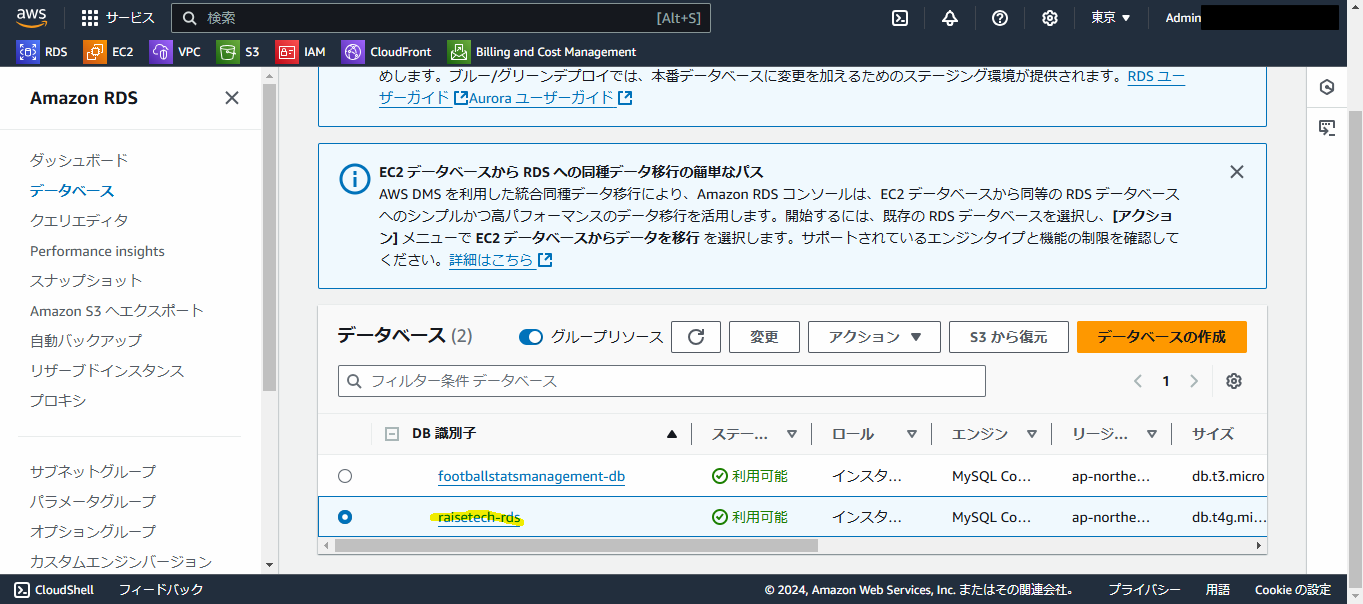 aws サービス 検索 [Alt+S] 東京 ▼ Admin
RDS EC2 VPC S3 IAM CloudFront Billing and Cost Management
Amazon RDS
ダッシュボード
データベース
クエリエディタ
Performance insights
スナップショット
Amazon S3 へエクスポート
自動バックアップ
リザーブドインスタンス
プロキシ
サブネットグループ
パラメータグループ
オプショングループ
カスタムエンジンバージョン
めします。ブルー/グリーンデプロイでは、本番データベースに変更を加えるためのステージング環境が提供されます。RDS ユー
ザーガイド Aurora ユーザーガイド
EC2 データベースから RDS への同種データ移行の簡単なパス
AWS DMS を利用した統合同種データ移行により、Amazon RDS コンソールは、EC2 データベースから同等の RDS データベース
へのシンプルかつ高パフォーマンスのデータ移行を活用します。開始するには、既存の RDS データベースを選択し、[アクショ
ン] メニューで EC2 データベースからデータを移行 を選択します。サポートされているエンジンタイプと機能の制限を確認して
ください。詳細はこちら
データベース (2) グループリソース 変更 アクション ▼ S3 から復元 データベースの作成
フィルター条件 データベース 1
DB 識別子 ステー... ロール エンジン リージ... サイズ
footballstatsmanagement-db 利用可能 インスタ... MySQL Co... ap-northe... db.t3.micro
raisetech-rds 利用可能 インスタ... MySQL Co... ap-northe... db.t4g.mi...
CloudShell フィードバック © 2024, Amazon Web Services, Inc. またはその関連会社。 プライバシー 用語 Cookie の設定